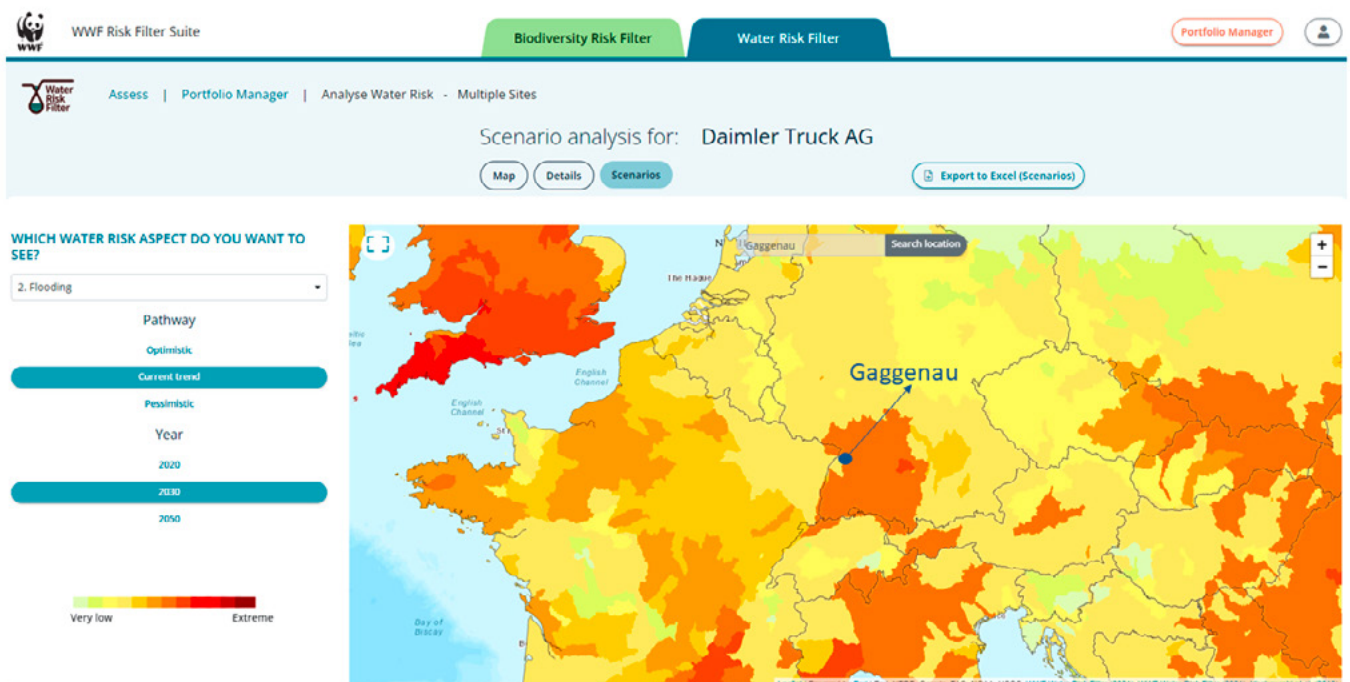 WWF
WWF Risk Filter Suite
Biodiversity Risk Filter
Water Risk Filter
Portfolio Manager
Water
Risk
Filter
Assess | Portfolio Manager | Analyse Water Risk - Multiple Sites
Scenario analysis for: Daimler Truck AG
Map
Details
Scenarios
Export to Excel (Scenarios)
WHICH WATER RISK ASPECT DO YOU WANT TO
SEE?
2. Flooding
Pathway
Optimistic
Current trend
Pessimistic
Year
2020
2030
2050
Very low
Extreme
Gaggenau
Search location
+
−
The Hague
English
Channel
English
Channel
Gaggenau
Bay of
Biscay